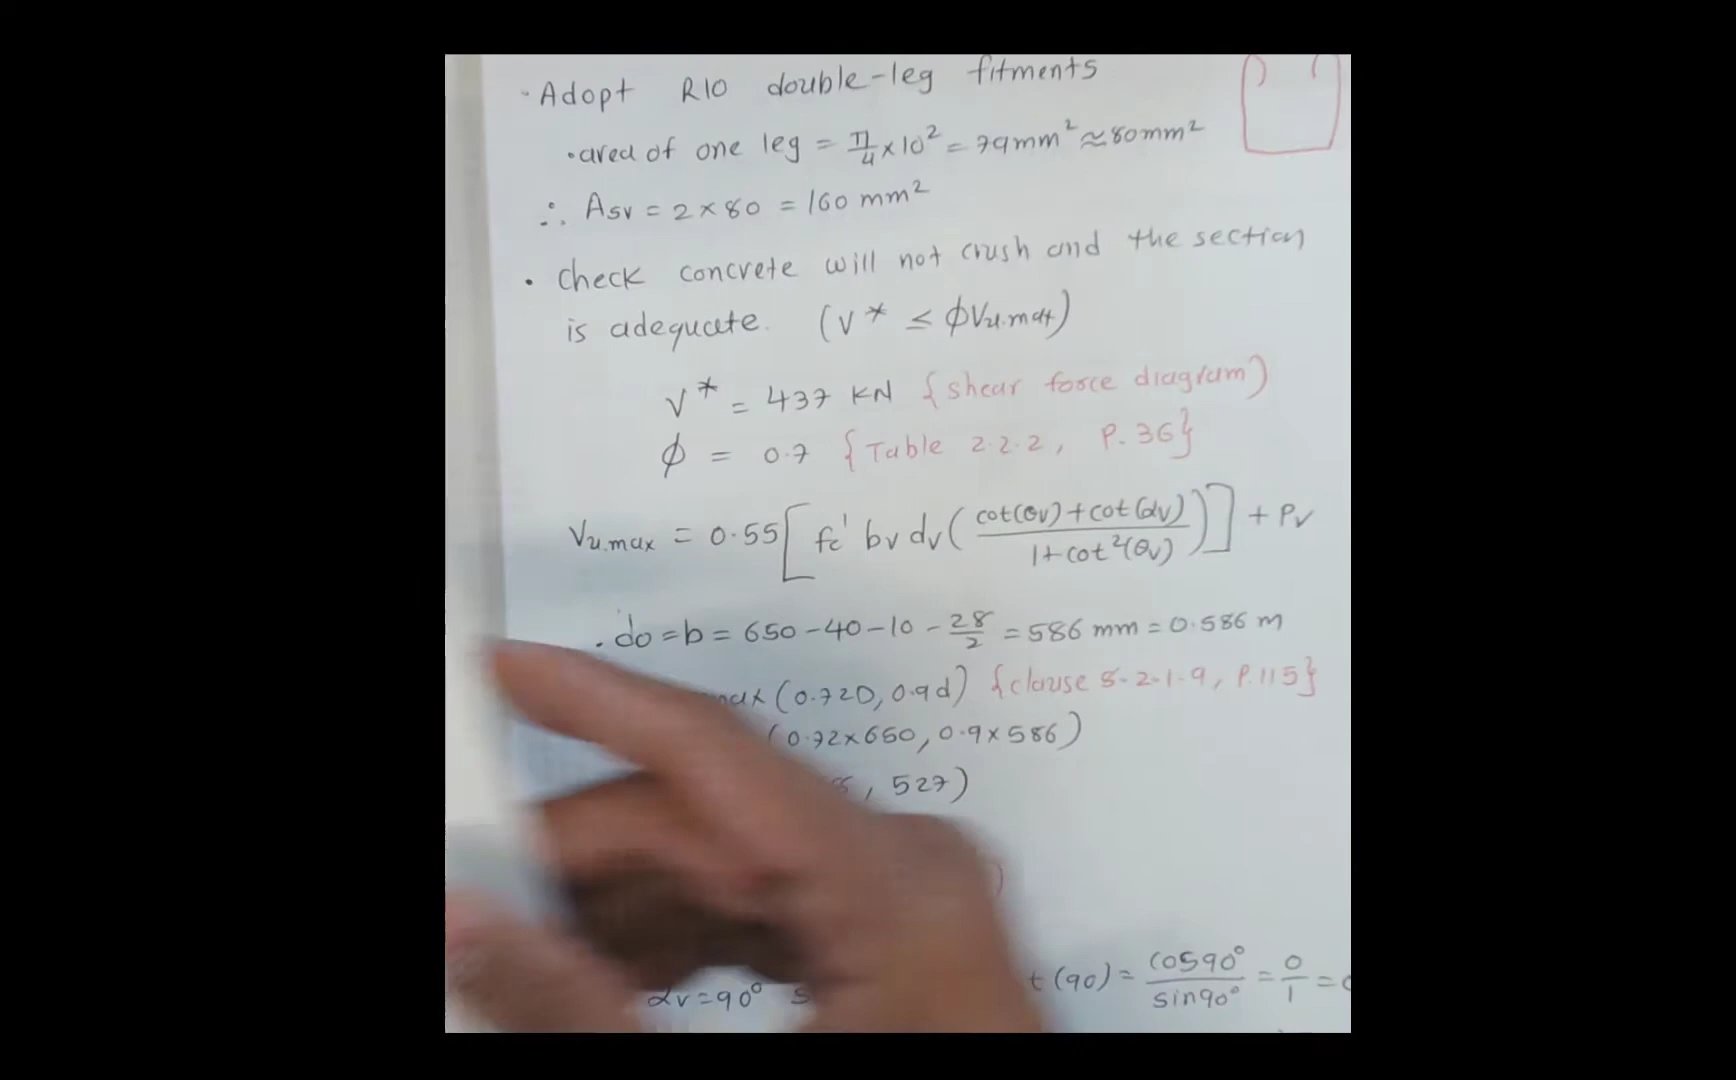 · Adopt R10 double-leg fitments
· area of one leg = π/4 × 10² = 79mm² ≈ 80mm²
∴ Asv = 2 × 80 = 160 mm²
· Check concrete will not crush and the section
is adequate. (V* ≤ ϕVu.max)
V* = 437 KN {shear force diagram}
ϕ = 0.7 {Table 2.2.2, P.36}
Vu.max = 0.55[fc' bv dv (cot(θv)+cot(αv) / 1+cot²(θv))] + Pv
· do = b = 650 - 40 - 10 - 28/2 = 586 mm = 0.586 m
(0.72D, 0.9d) {clause 8.2.1.9, P.115}
(0.72×650, 0.9×586)
, 527)
)
αv = 90° (90) = cos90°/sin90° = 0/1 =